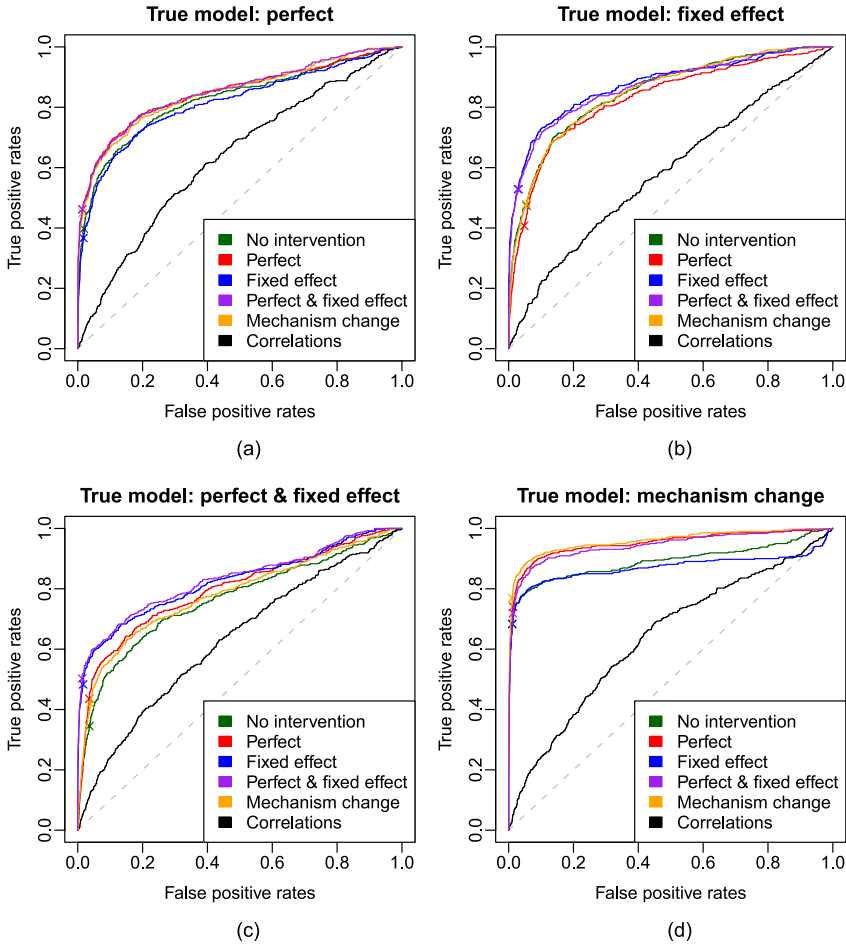 True model: perfect
True positive rates
0.0 0.2 0.4 0.6 0.8 1.0
No intervention
Perfect
Fixed effect
Perfect & fixed effect
Mechanism change
Correlations
0.0 0.2 0.4 0.6 0.8 1.0
False positive rates
(a)
True model: fixed effect
True positive rates
0.0 0.2 0.4 0.6 0.8 1.0
No intervention
Perfect
Fixed effect
Perfect & fixed effect
Mechanism change
Correlations
0.0 0.2 0.4 0.6 0.8 1.0
False positive rates
(b)
True model: perfect & fixed effect
True positive rates
0.0 0.2 0.4 0.6 0.8 1.0
No intervention
Perfect
Fixed effect
Perfect & fixed effect
Mechanism change
Correlations
0.0 0.2 0.4 0.6 0.8 1.0
False positive rates
(c)
True model: mechanism change
True positive rates
0.0 0.2 0.4 0.6 0.8 1.0
No intervention
Perfect
Fixed effect
Perfect & fixed effect
Mechanism change
Correlations
0.0 0.2 0.4 0.6 0.8 1.0
False positive rates
(d)